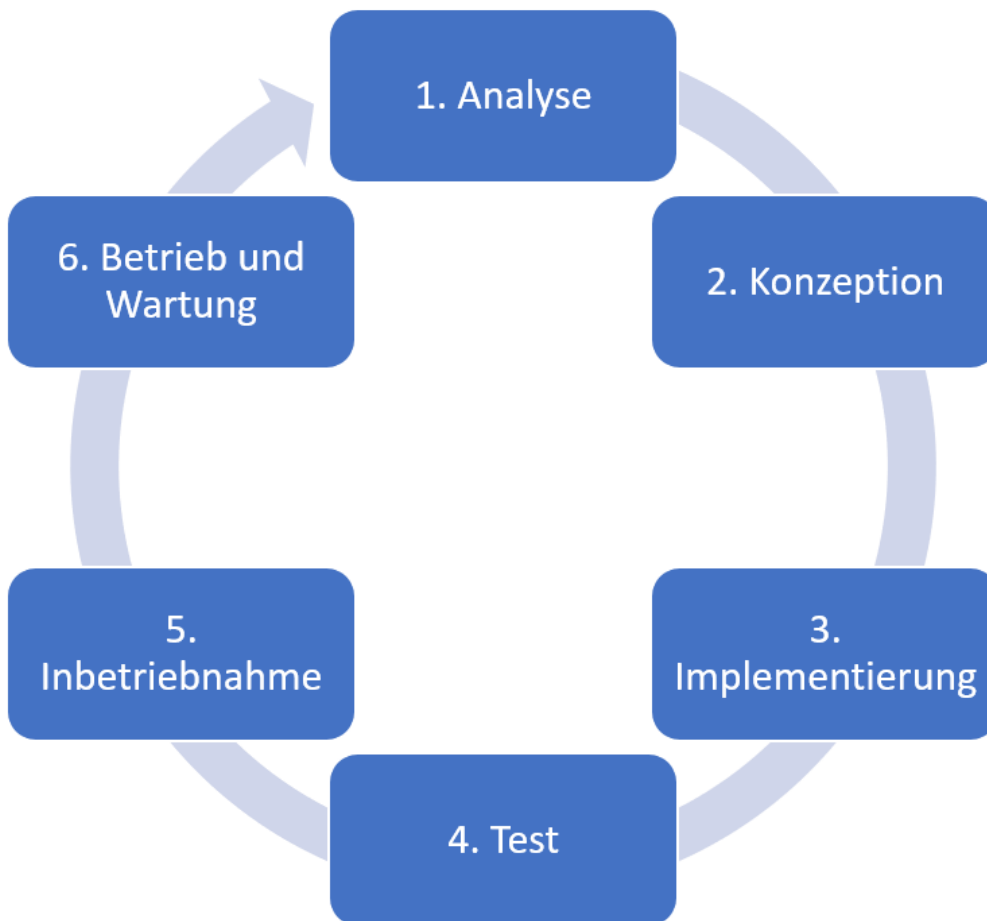 1. Analyse
2. Konzeption
3.
Implementierung
4. Test
5.
Inbetriebnahme
6. Betrieb und
Wartung